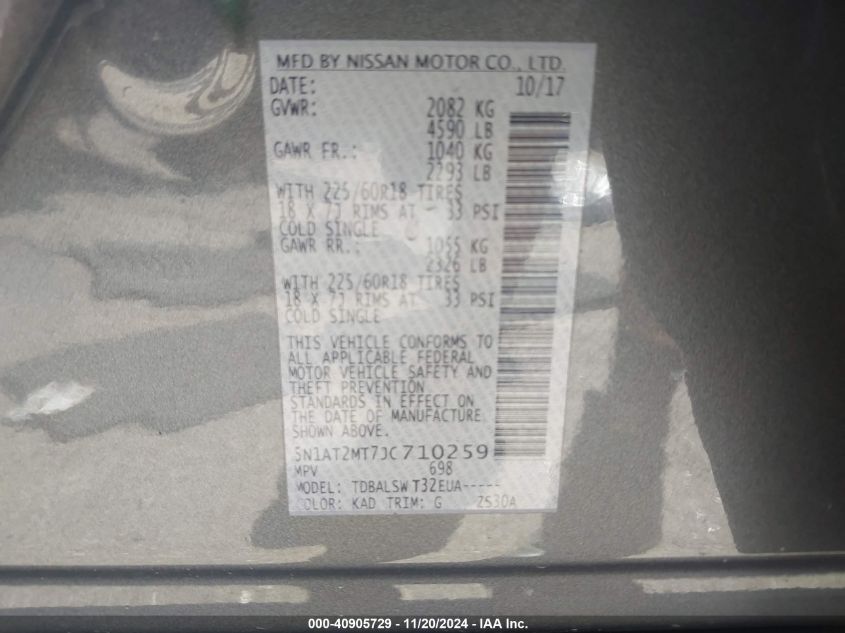 MFD BY NISSAN MOTOR CO., LTD.
DATE: 10/17
GVWR: 2082 KG
4590 LB
GAWR FR.: 1040 KG
2293 LB
WITH 225/60R18 TIRES
18 X 7J RIMS AT 33 PSI
COLD SINGLE
GAWR RR.: 1055 KG
2326 LB
WITH 225/60R18 TIRES
18 X 7J RIMS AT 33 PSI
COLD SINGLE
THIS VEHICLE CONFORMS TO
ALL APPLICABLE FEDERAL
MOTOR VEHICLE SAFETY AND
THEFT PREVENTION
STANDARDS IN EFFECT ON
THE DATE OF MANUFACTURE
SHOWN ABOVE.
5N1AT2MT7JC710259
MPV 698
MODEL: TDBALSW T32EUA-----
COLOR: KAD TRIM: G 2S30A
000-40905729 - 11/20/2024 - IAA Inc.